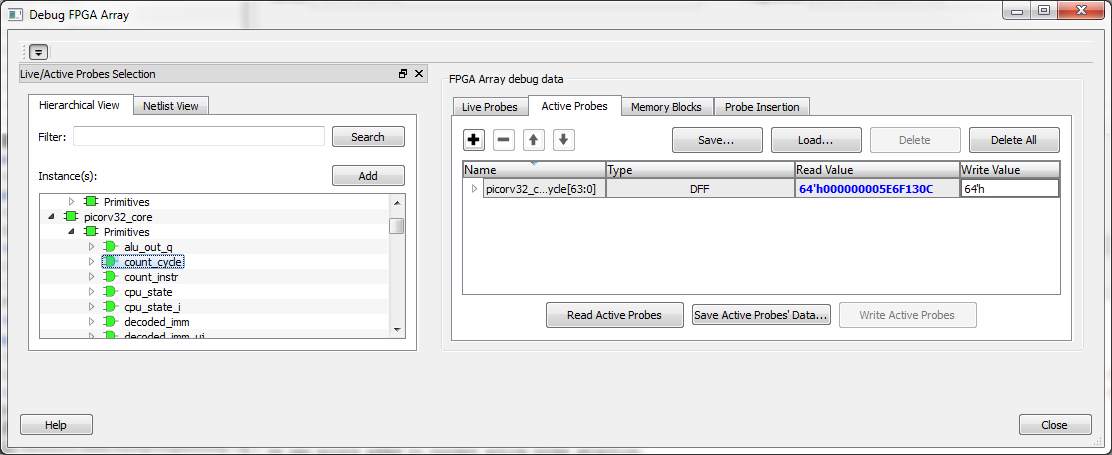 Debug FPGA Array
Live/Active Probes Selection
Hierarchical View
Netlist View
Filter:
Search
Instance(s):
Add
Primitives
picorv32_core
Primitives
alu_out_q
count_cycle
count_instr
cpu_state
cpu_state_i
decoded_imm
decoded_imm_uj
FPGA Array debug data
Live Probes
Active Probes
Memory Blocks
Probe Insertion
Save...
Load...
Delete
Delete All
Name Type Read Value Write Value
picorv32_c...ycle[63:0] DFF 64'h000000005E6F130C 64'h
Read Active Probes
Save Active Probes' Data...
Write Active Probes
Help
Close